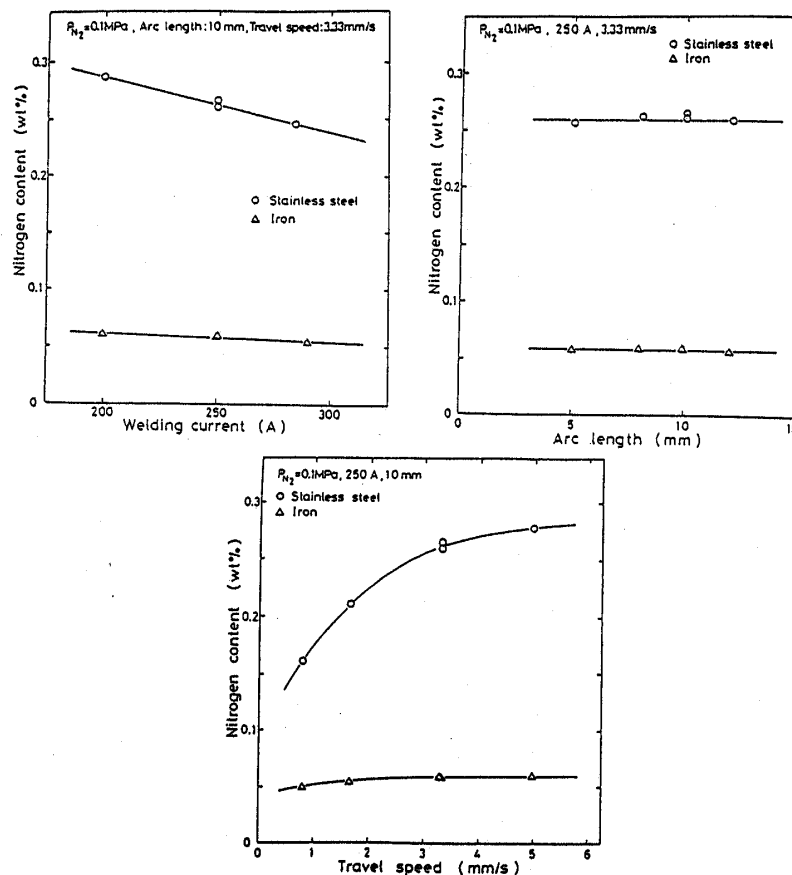 P_N2=0.1MPa, Arc length:10 mm, Travel speed:3.33mm/s
0.3
0.2
0.1
0
Nitrogen content (wt%)
○ Stainless steel
△ Iron
200 250 300
Welding current (A)
P_N2=0.1MPa, 250 A, 3.33mm/s
○ Stainless steel
△ Iron
0.3
0.2
0.1
0
Nitrogen content (wt%)
0 5 10 15
Arc length (mm)
P_N2=0.1MPa, 250 A, 10 mm
○ Stainless steel
△ Iron
0.3
0.2
0.1
0
Nitrogen content (wt%)
0 1 2 3 4 5 6
Travel speed (mm/s)